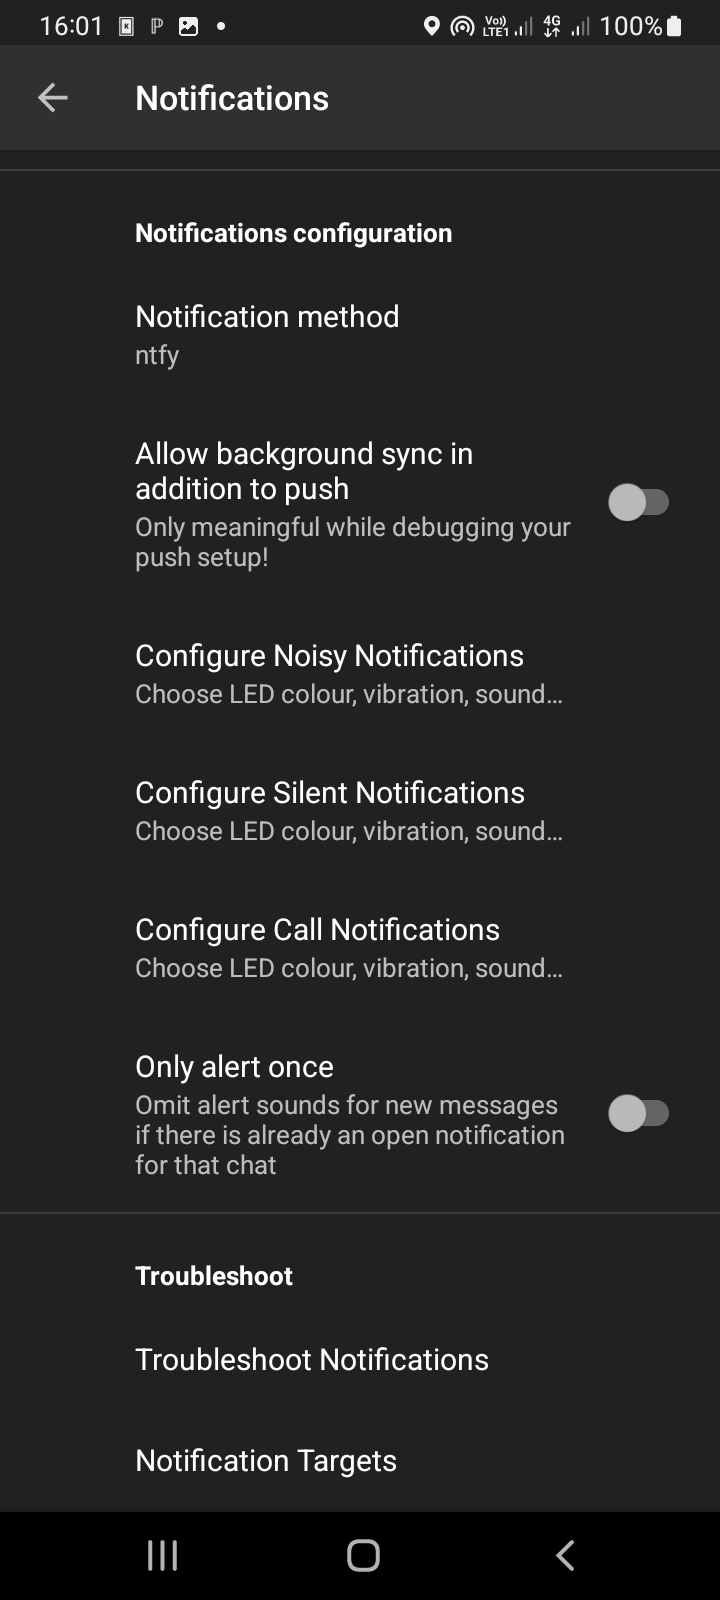 16:01 Vo)) LTE1 4G 100%
Notifications
Notifications configuration
Notification method
ntfy
Allow background sync in
addition to push
Only meaningful while debugging your
push setup!
Configure Noisy Notifications
Choose LED colour, vibration, sound…
Configure Silent Notifications
Choose LED colour, vibration, sound…
Configure Call Notifications
Choose LED colour, vibration, sound…
Only alert once
Omit alert sounds for new messages
if there is already an open notification
for that chat
Troubleshoot
Troubleshoot Notifications
Notification Targets